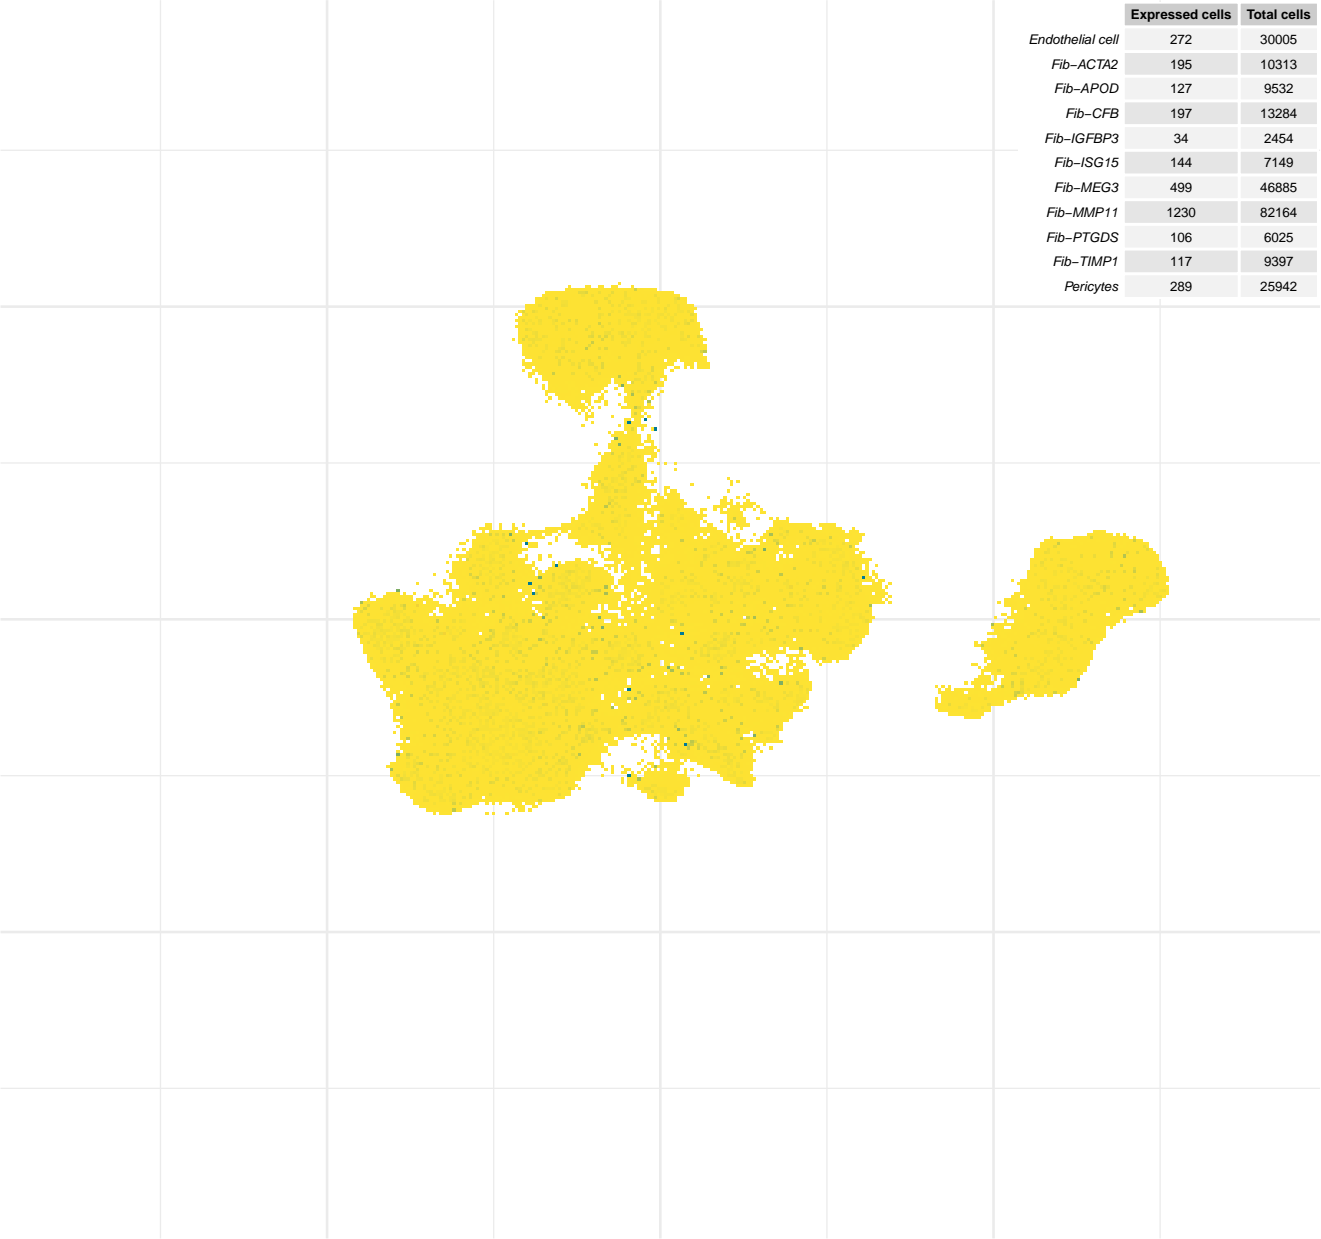 Expressed cells Total cells
Endothelial cell 272 30005
Fib−ACTA2 195 10313
Fib−APOD 127 9532
Fib−CFB 197 13284
Fib−IGFBP3 34 2454
Fib−ISG15 144 7149
Fib−MEG3 499 46885
Fib−MMP11 1230 82164
Fib−PTGDS 106 6025
Fib−TIMP1 117 9397
Pericytes 289 25942